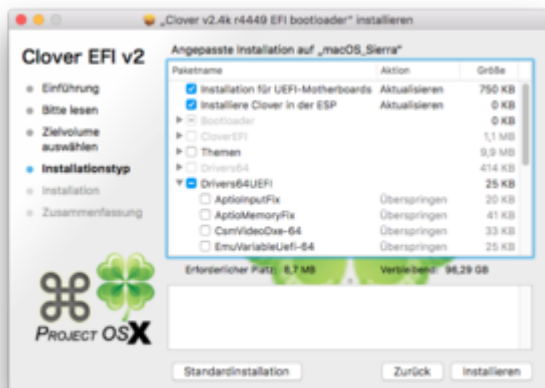 „Clover v2.4k r4449 EFI bootloader“ installieren
Clover EFI v2
Einführung
Bitte lesen
Zielvolume
auswählen
Installationstyp
Installation
Zusammenfassung
PROJECT OSX
Angepasste Installation auf „macOS_Sierra“
Paketname Aktion Größe
Installation für UEFI-Motherboards Aktualisieren 750 KB
Installiere Clover in der ESP Aktualisieren 0 KB
Bootloader 0 KB
CloverEFI 1,1 MB
Themen 9,9 MB
Drivers64 414 KB
Drivers64UEFI 25 KB
AptioInputFix Überspringen 20 KB
AptioMemoryFix Überspringen 41 KB
CsmVideoDxe-64 Überspringen 33 KB
EmuVariableUefi-64 Überspringen 25 KB
Erforderlicher Platz: 8,7 MB Verbleibend: 96,29 GB
Standardinstallation Zurück Installieren